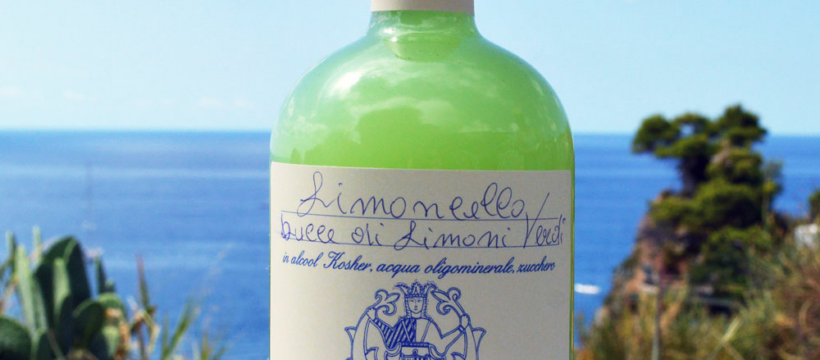 Limoncello
bucce di Limoni Verdi
in alcool Kosher, acqua oligominerale, zucchero